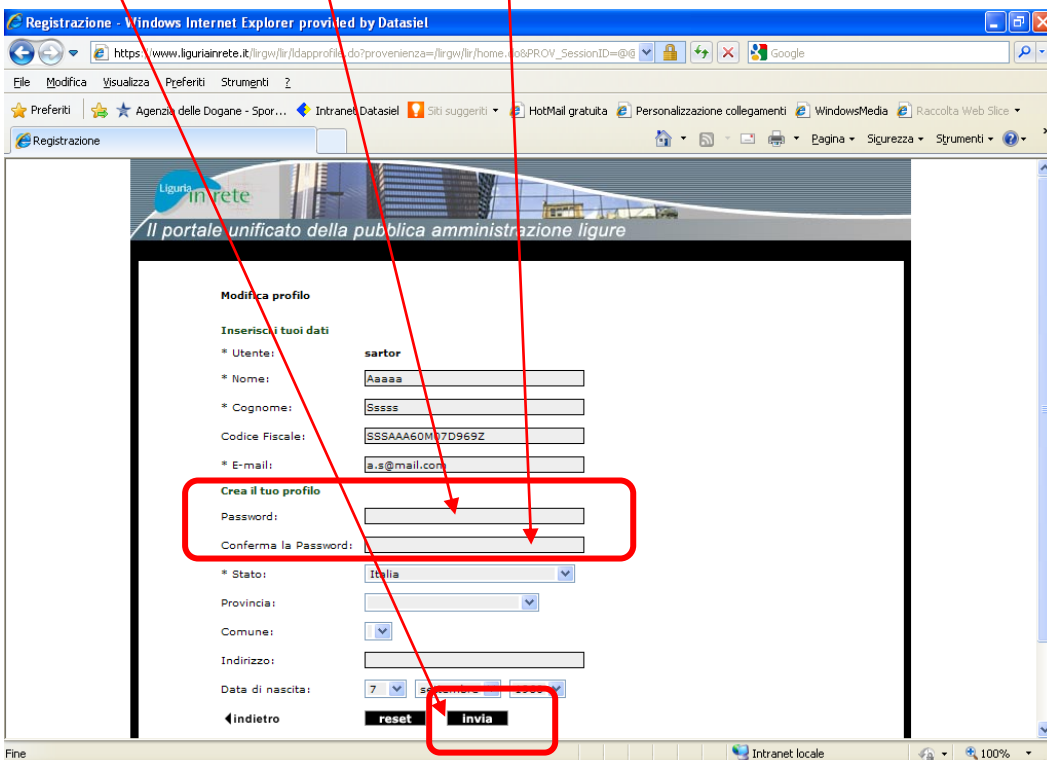 Registrazione - Windows Internet Explorer provided by Datasiel
https://www.liguriainrete.it/lirgw/lir/ldapprofile.do?provenienza=/lirgw/lir/home.do&PROV_SessionID=@@
Google
File Modifica Visualizza Preferiti Strumenti ?
Preferiti Agenzia delle Dogane - Spor... Intranet Datasiel Siti suggeriti HotMail gratuita Personalizzazione collegamenti WindowsMedia Raccolta Web Slice
Registrazione Pagina Sicurezza Strumenti
Liguria
in rete
Il portale unificato della pubblica amministrazione ligure
Modifica profilo
Inserisci i tuoi dati
* Utente: sartor
* Nome: Aaaaa
* Cognome: Sssss
Codice Fiscale: SSSAAA60M07D969Z
* E-mail: a.s@mail.com
Crea il tuo profilo
Password:
Conferma la Password:
* Stato: Italia
Provincia:
Comune:
Indirizzo:
Data di nascita: 7 settembre
indietro reset invia
Fine Intranet locale 100%